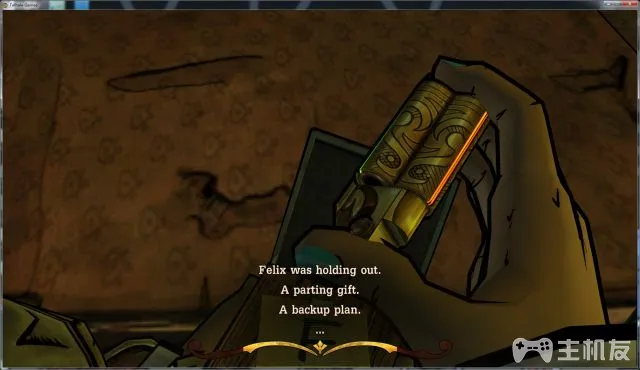 Telltale Games
Felix was holding out.
A parting gift.
A backup plan.
...
主机友